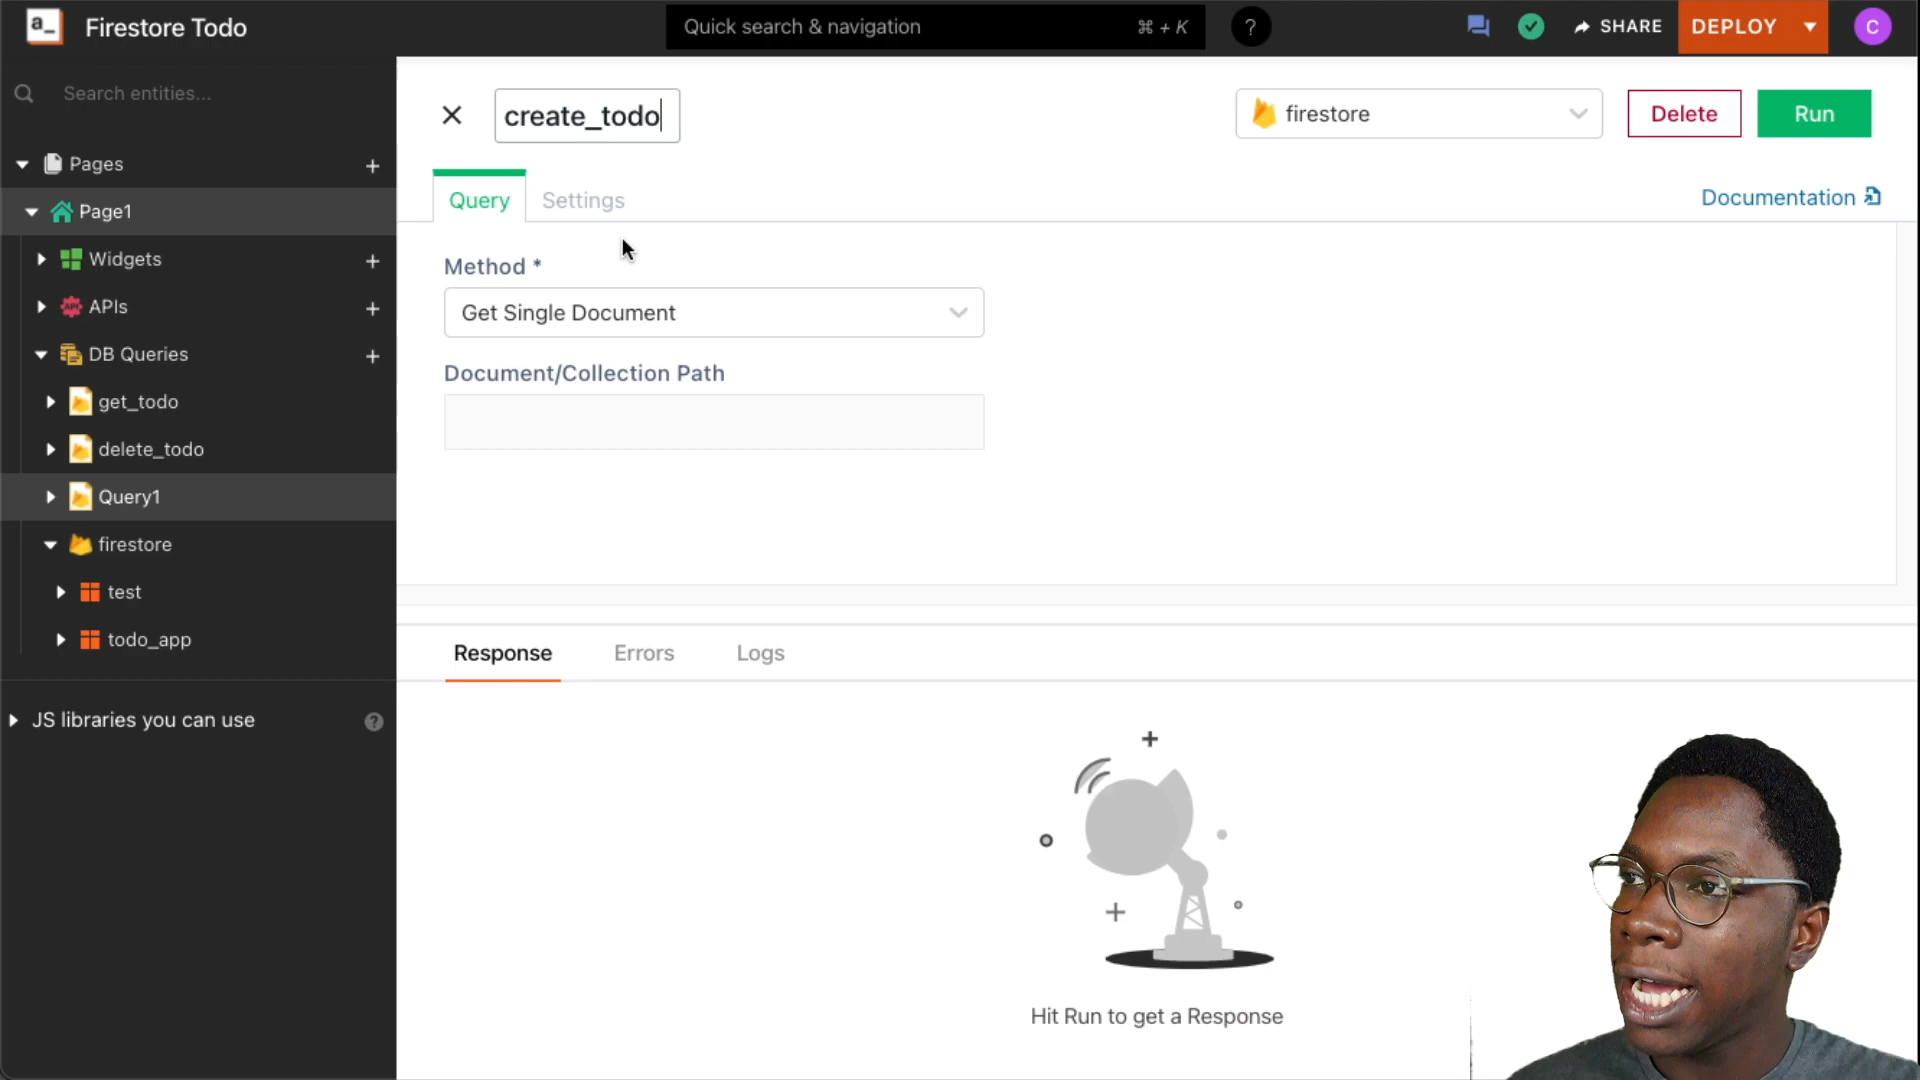 a_
Firestore Todo
Quick search & navigation
⌘ + K
?
SHARE
DEPLOY
C
Search entities...
Pages
Page1
Widgets
APIs
DB Queries
get_todo
delete_todo
Query1
firestore
test
todo_app
JS libraries you can use
?
create_todo
firestore
Delete
Run
Query
Settings
Documentation
Method *
Get Single Document
Document/Collection Path
Response
Errors
Logs
Hit Run to get a Response